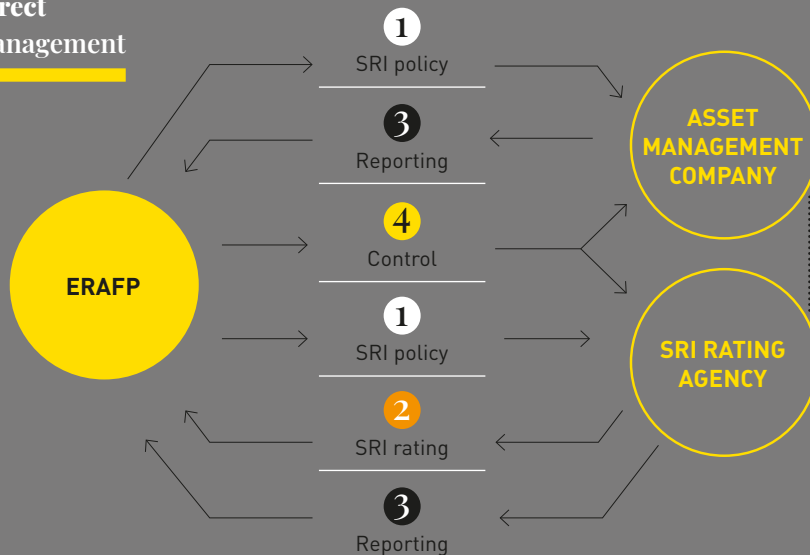 rect
anagement
1
SRI policy
3
Reporting
ERAFP
4
Control
1
SRI policy
2
SRI rating
3
Reporting
ASSET
MANAGEMENT
COMPANY
SRI RATING
AGENCY